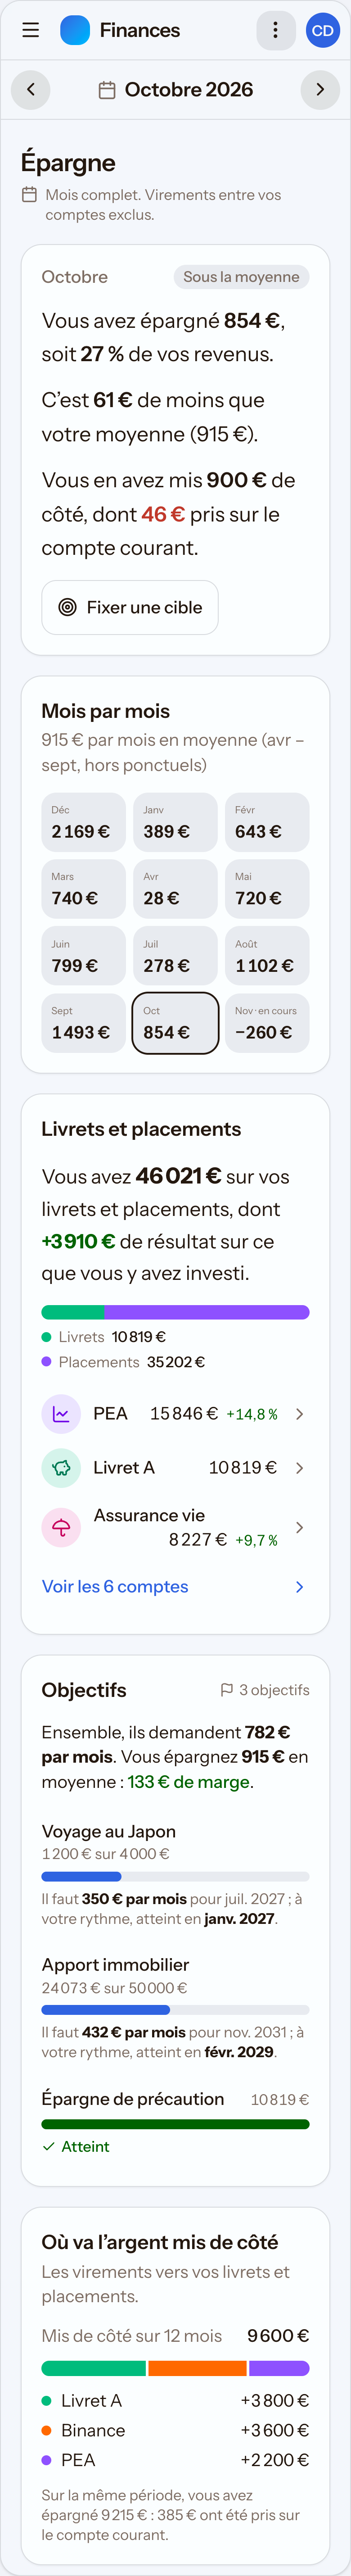 Finances
CD
Octobre 2026
Épargne
Mois complet. Virements entre vos
comptes exclus.
Octobre
Sous la moyenne
Vous avez épargné 854 €,
soit 27 % de vos revenus.
C’est 61 € de moins que
votre moyenne (915 €).
Vous en avez mis 900 € de
côté, dont 46 € pris sur le
compte courant.
Fixer une cible
Mois par mois
915 € par mois en moyenne (avr –
sept, hors ponctuels)
Déc
Janv
Févr
2 169 €
389 €
643 €
Mars
Avr
Mai
740 €
28 €
720 €
Juin
Juil
Août
799 €
278 €
1 102 €
Sept
Oct
Nov · en cours
1 493 €
854 €
−260 €
Livrets et placements
Vous avez 46 021 € sur vos
livrets et placements, dont
+3 910 € de résultat sur ce
que vous y avez investi.
Livrets 10 819 €
Placements 35 202 €
PEA 15 846 € +14,8 %
Livret A 10 819 €
Assurance vie
8 227 € +9,7 %
Voir les 6 comptes
Objectifs
3 objectifs
Ensemble, ils demandent 782 €
par mois. Vous épargnez 915 € en
moyenne : 133 € de marge.
Voyage au Japon
1 200 € sur 4 000 €
Il faut 350 € par mois pour juil. 2027 ; à
votre rythme, atteint en janv. 2027.
Apport immobilier
24 073 € sur 50 000 €
Il faut 432 € par mois pour nov. 2031 ; à
votre rythme, atteint en févr. 2029.
Épargne de précaution 10 819 €
Atteint
Où va l’argent mis de côté
Les virements vers vos livrets et
placements.
Mis de côté sur 12 mois 9 600 €
Livret A +3 800 €
Binance +3 600 €
PEA +2 200 €
Sur la même période, vous avez
épargné 9 215 € : 385 € ont été pris sur
le compte courant.